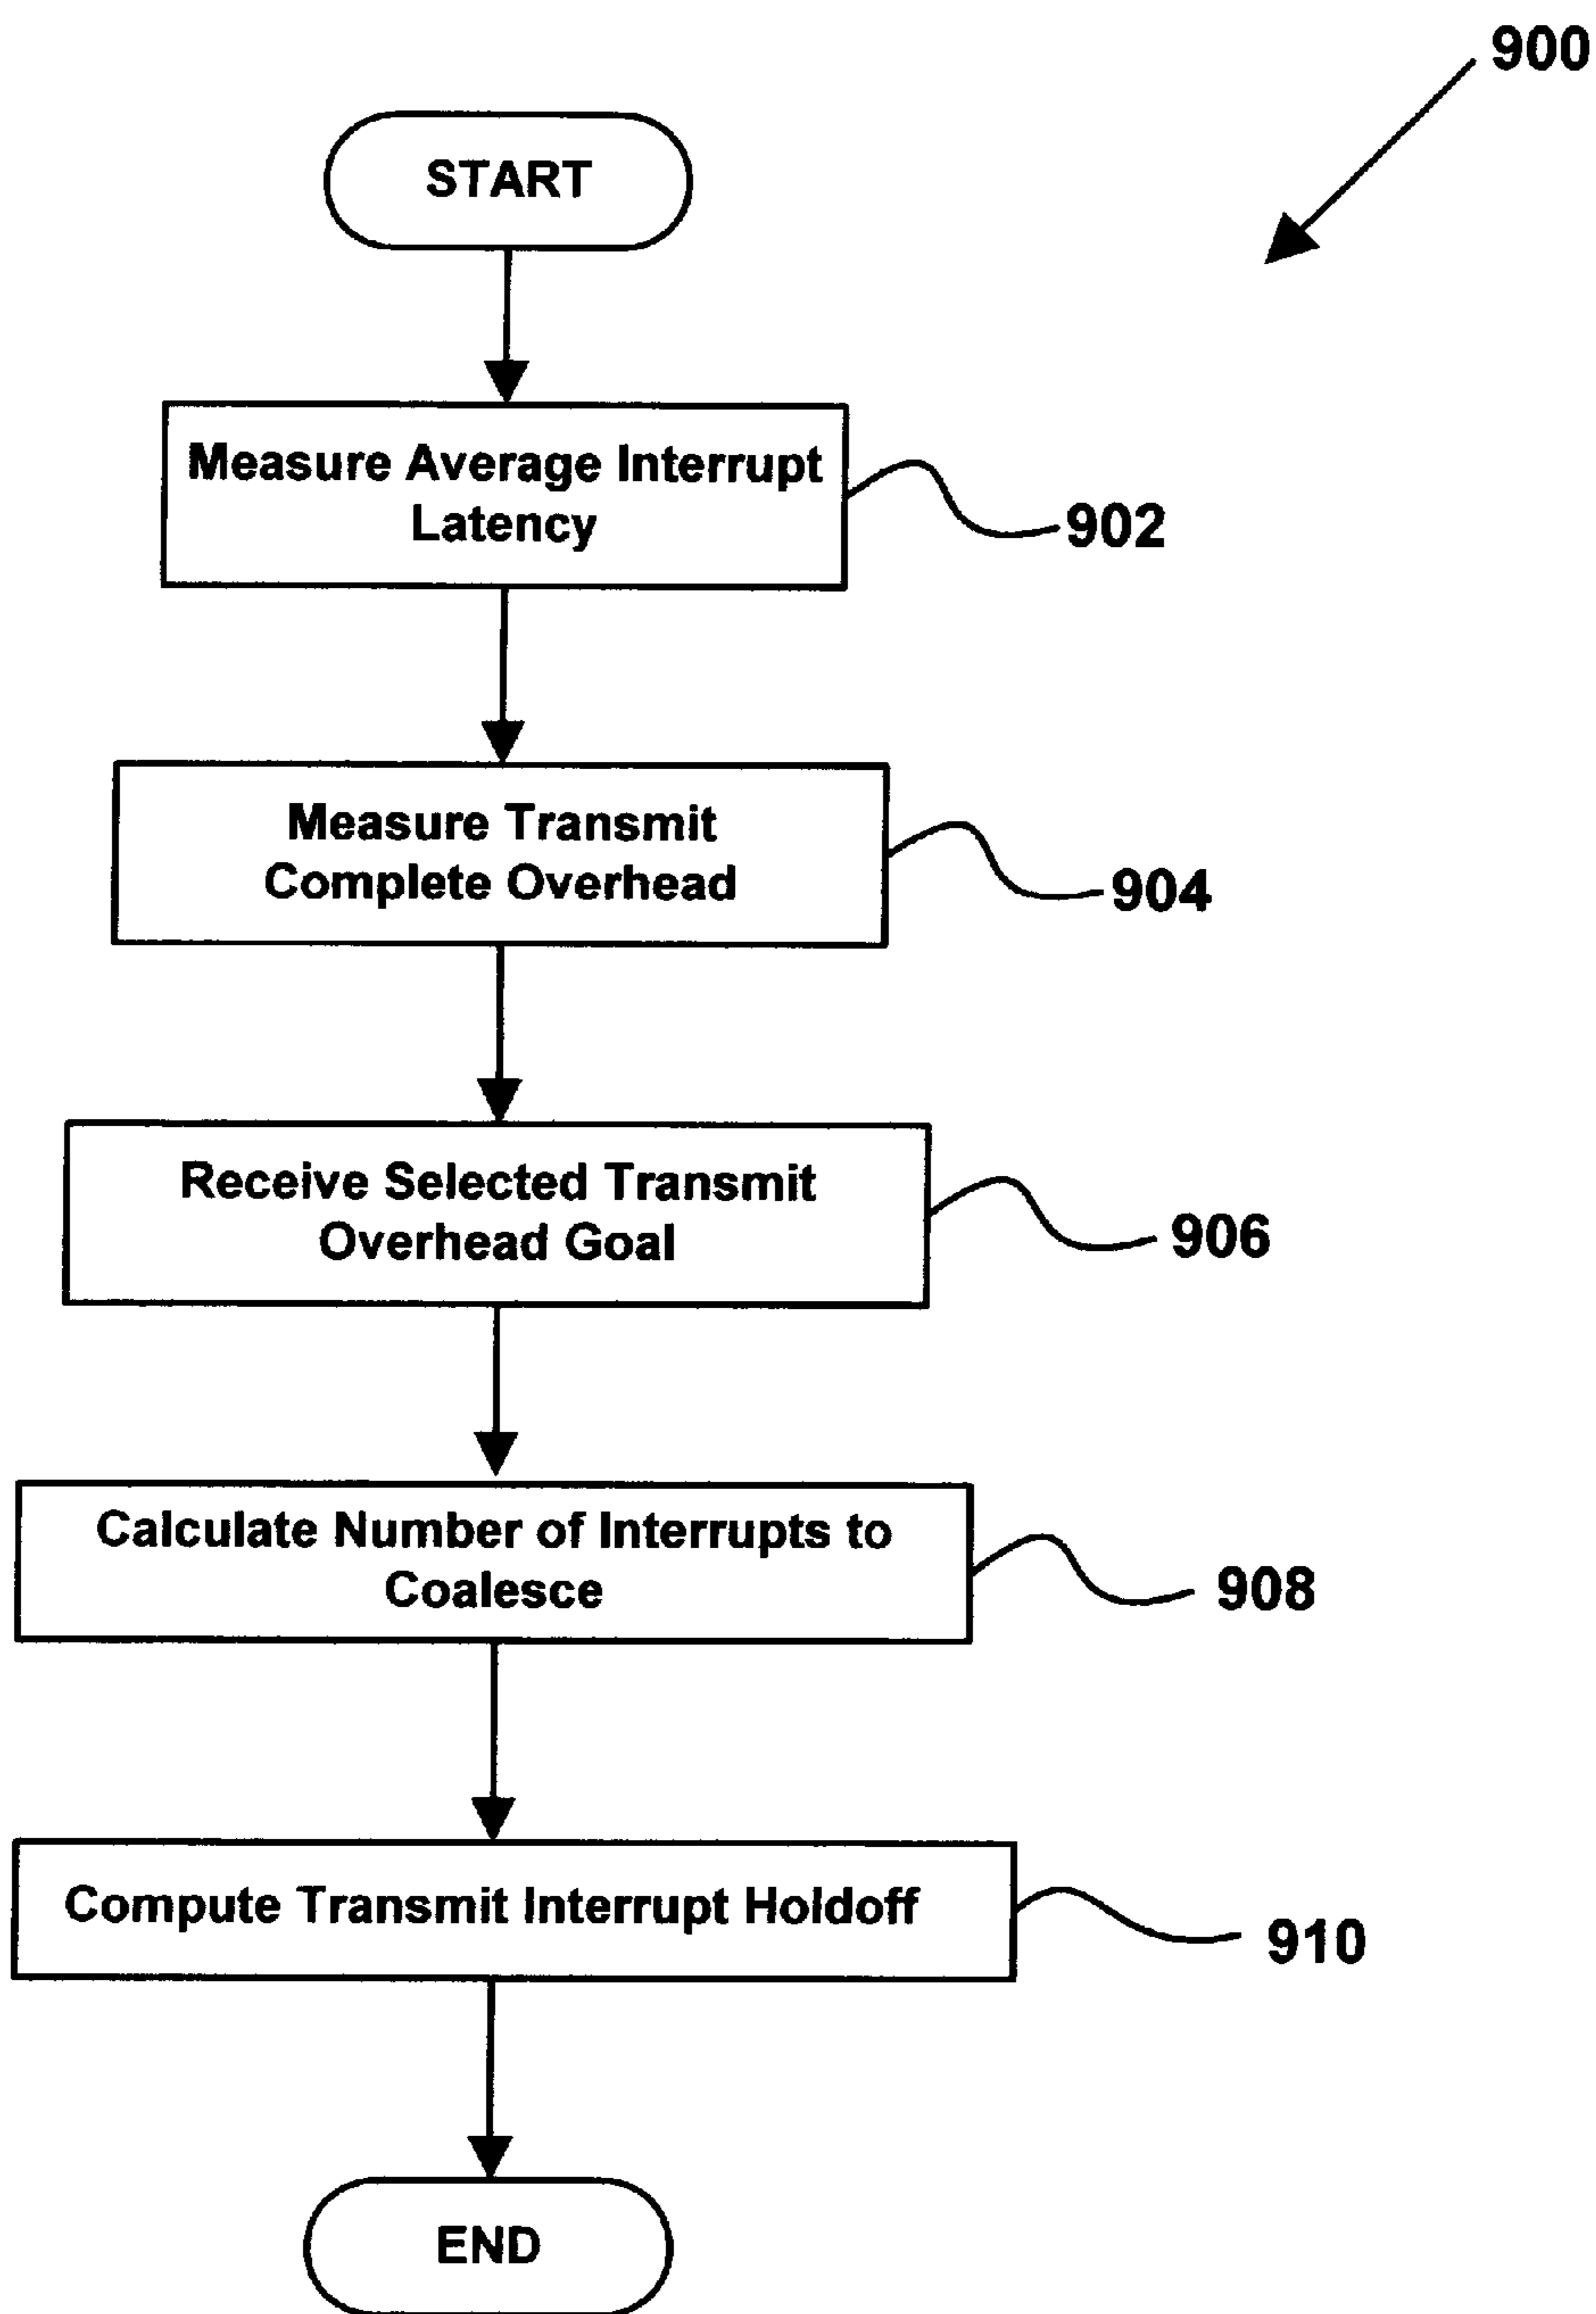 900
START
Measure Average Interrupt
Latency
902
Measure Transmit
Complete Overhead
904
Receive Selected Transmit
Overhead Goal
906
Calculate Number of Interrupts to
Coalesce
908
Compute Transmit Interrupt Holdoff
910
END